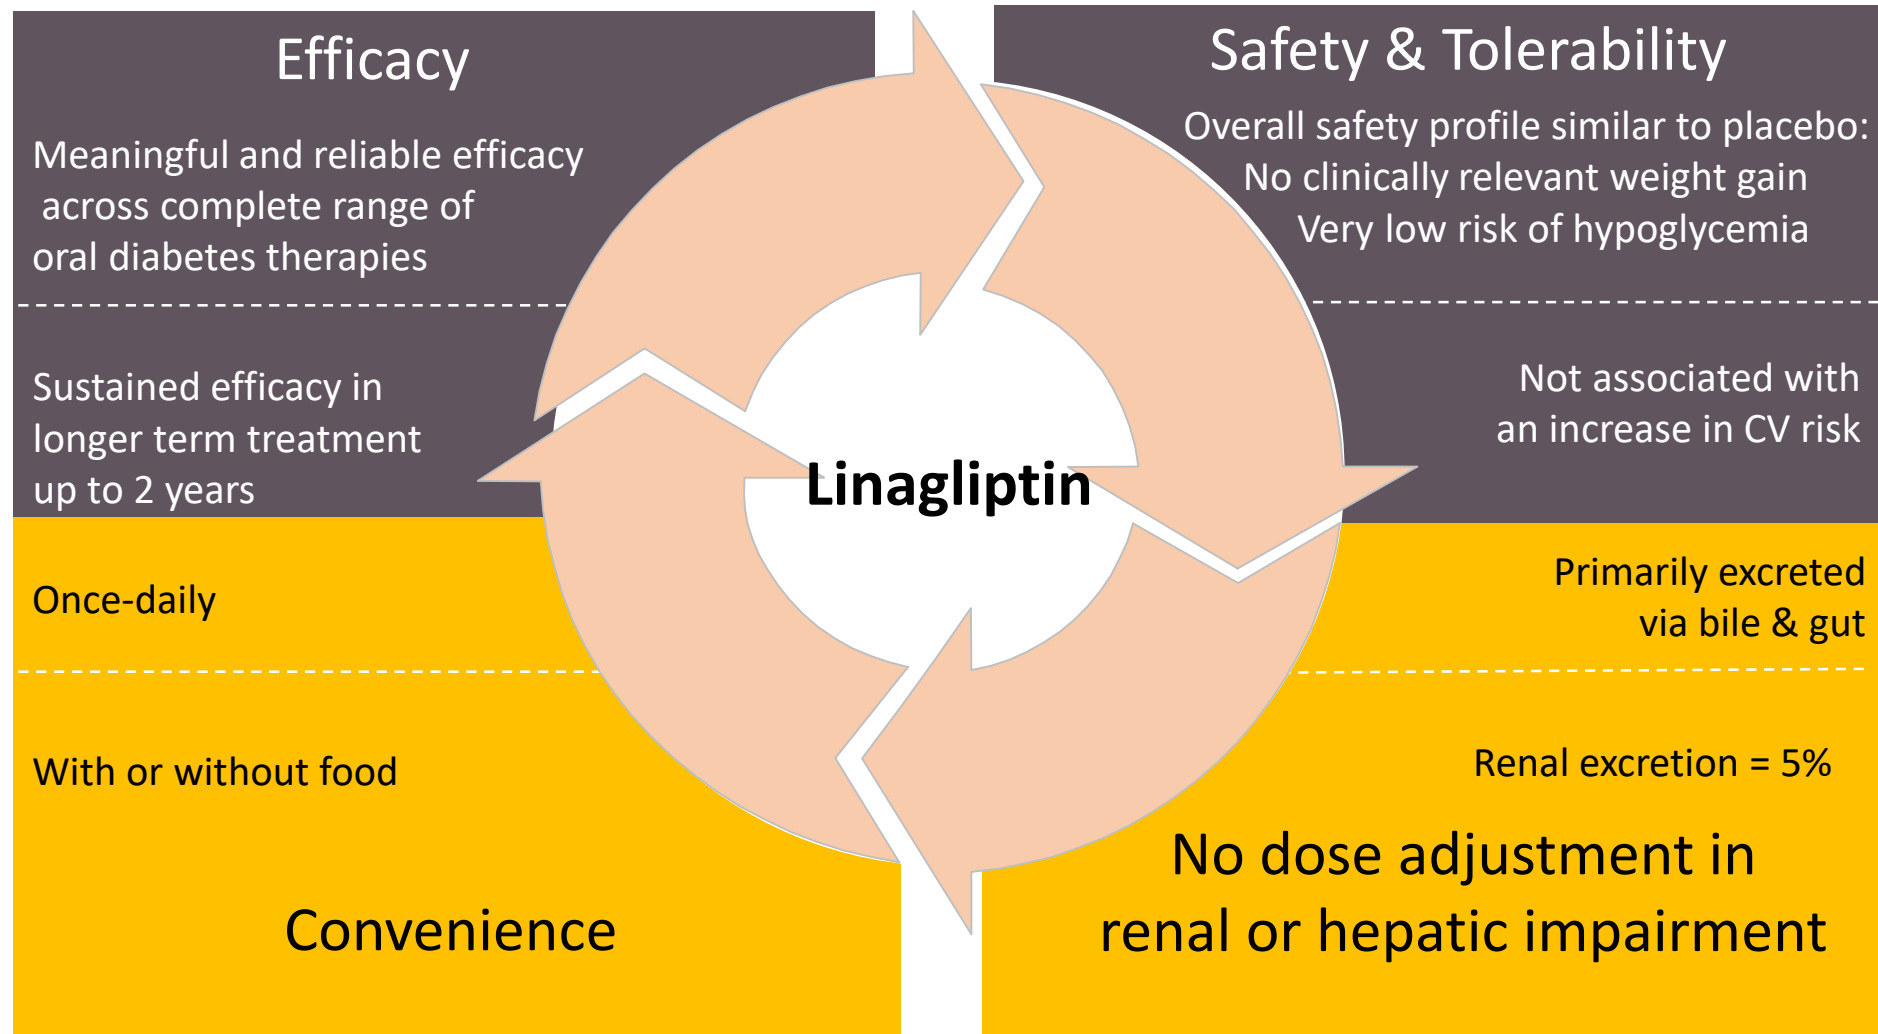 Efficacy
Meaningful and reliable efficacy
across complete range of
oral diabetes therapies
Sustained efficacy in
longer term treatment
up to 2 years
Safety & Tolerability
Overall safety profile similar to placebo:
No clinically relevant weight gain
Very low risk of hypoglycemia
Not associated with
an increase in CV risk
Linagliptin
Once-daily
With or without food
Convenience
Primarily excreted
via bile & gut
Renal excretion = 5%
No dose adjustment in
renal or hepatic impairment